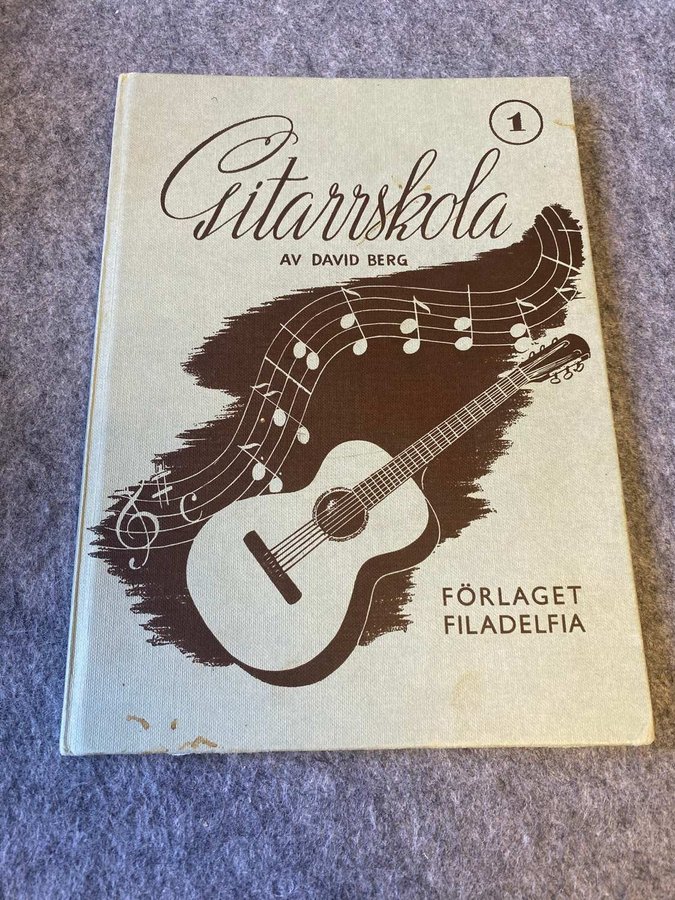 1
Gitarrskola
AV DAVID BERG
FÖRLAGET
FILADELFIA